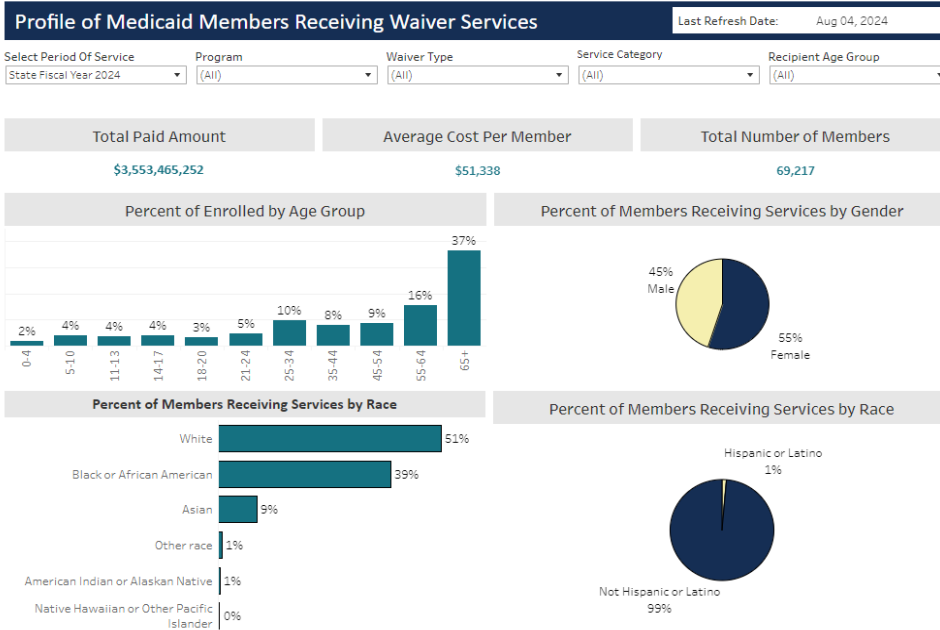 Profile of Medicaid Members Receiving Waiver Services
Last Refresh Date: Aug 04, 2024
Select Period Of Service
State Fiscal Year 2024
Program
(All)
Waiver Type
(All)
Service Category
(All)
Recipient Age Group
(All)
Total Paid Amount
$3,553,465,252
Average Cost Per Member
$51,338
Total Number of Members
69,217
Percent of Enrolled by Age Group
2%
4%
4%
4%
3%
5%
10%
8%
9%
16%
37%
0-4
5-10
11-13
14-17
18-20
21-24
25-34
35-44
45-54
55-64
65+
Percent of Members Receiving Services by Gender
45%
Male
55%
Female
Percent of Members Receiving Services by Race
White 51%
Black or African American 39%
Asian 9%
Other race 1%
American Indian or Alaskan Native 1%
Native Hawaiian or Other Pacific
Islander 0%
Percent of Members Receiving Services by Race
Hispanic or Latino
1%
Not Hispanic or Latino
99%